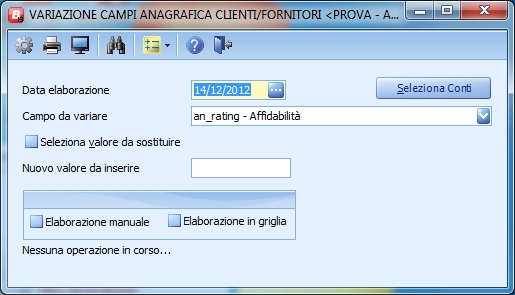 VARIAZIONE CAMPI ANAGRAFICA CLIENTI/FORNITORI <PROVA - A...
Data elaborazione 14/12/2012 Seleziona Conti
Campo da variare an_rating - Affidabilità
Seleziona valore da sostituire
Nuovo valore da inserire
Elaborazione manuale Elaborazione in griglia
Nessuna operazione in corso...